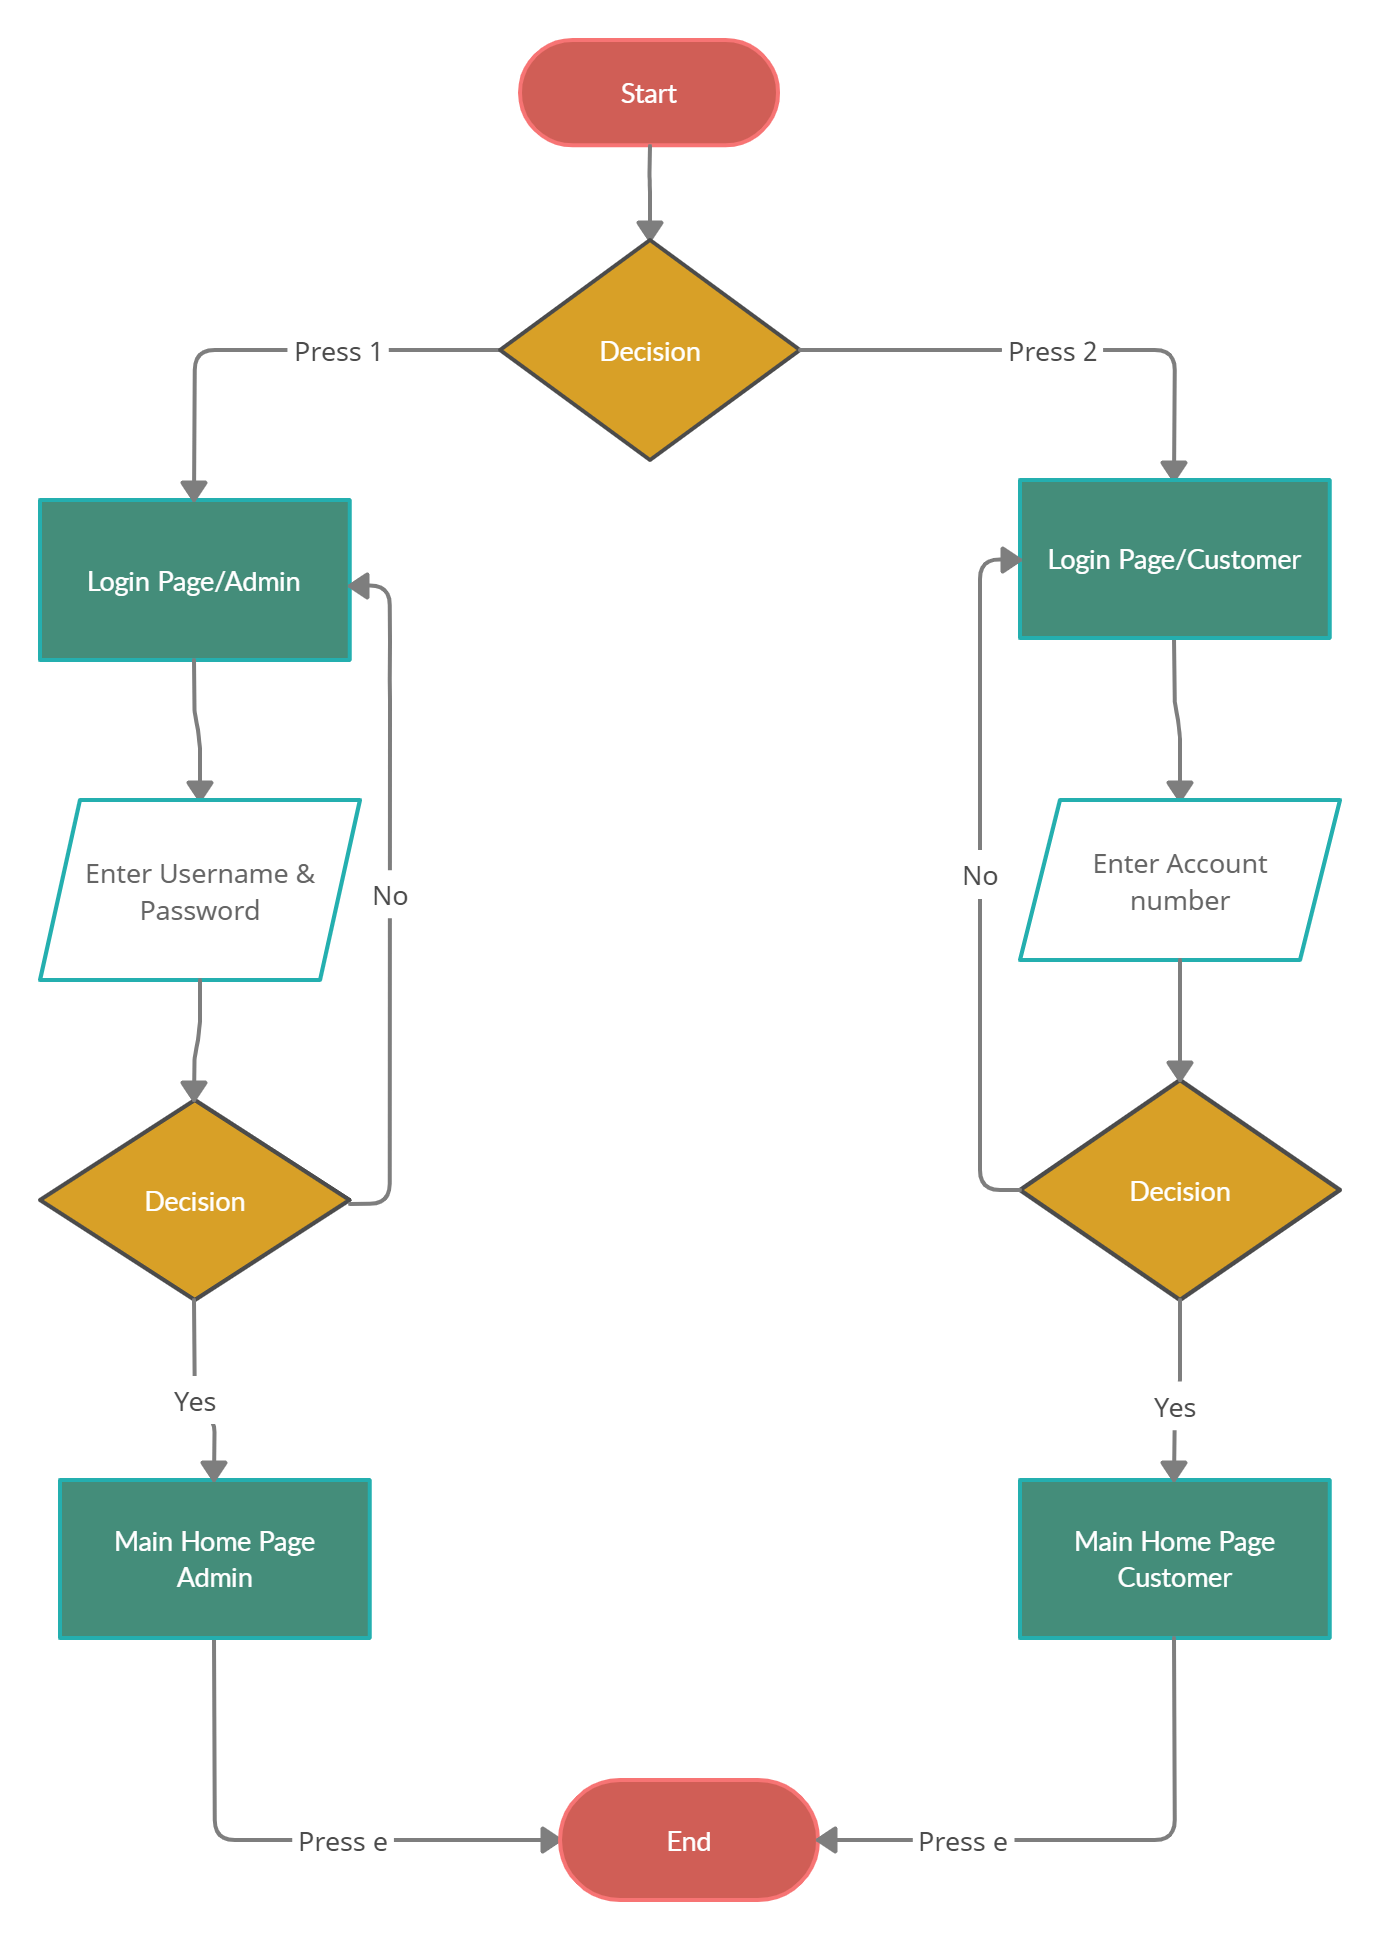 Start
Decision
Press 1
Press 2
Login Page/Admin
Login Page/Customer
Enter Username &
Password
No
No
Enter Account
number
Decision
Decision
Yes
Yes
Main Home Page
Admin
Main Home Page
Customer
Press e
End
Press e